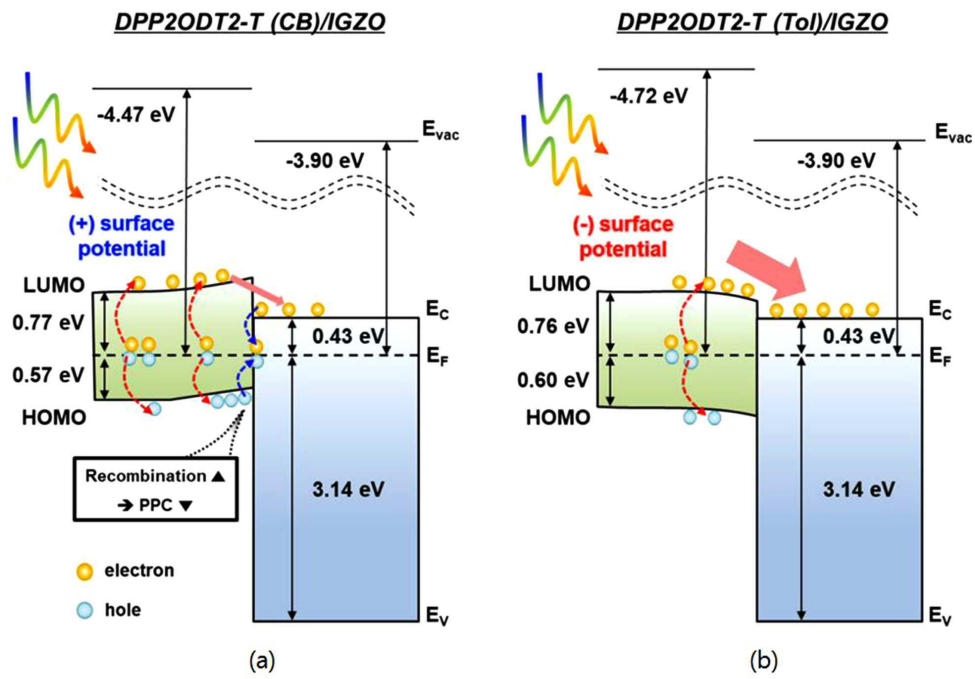 DPP2ODT2-T (CB)/IGZO
-4.47 eV
Evac
-3.90 eV
(+) surface
potential
LUMO
0.77 eV
0.57 eV
HOMO
EC
0.43 eV
EF
3.14 eV
Recombination ▲
➔ PPC ▼
electron
hole
EV
(a)
DPP2ODT2-T (Tol)/IGZO
-4.72 eV
Evac
-3.90 eV
(-) surface
potential
LUMO
0.76 eV
0.60 eV
HOMO
EC
0.43 eV
EF
3.14 eV
EV
(b)